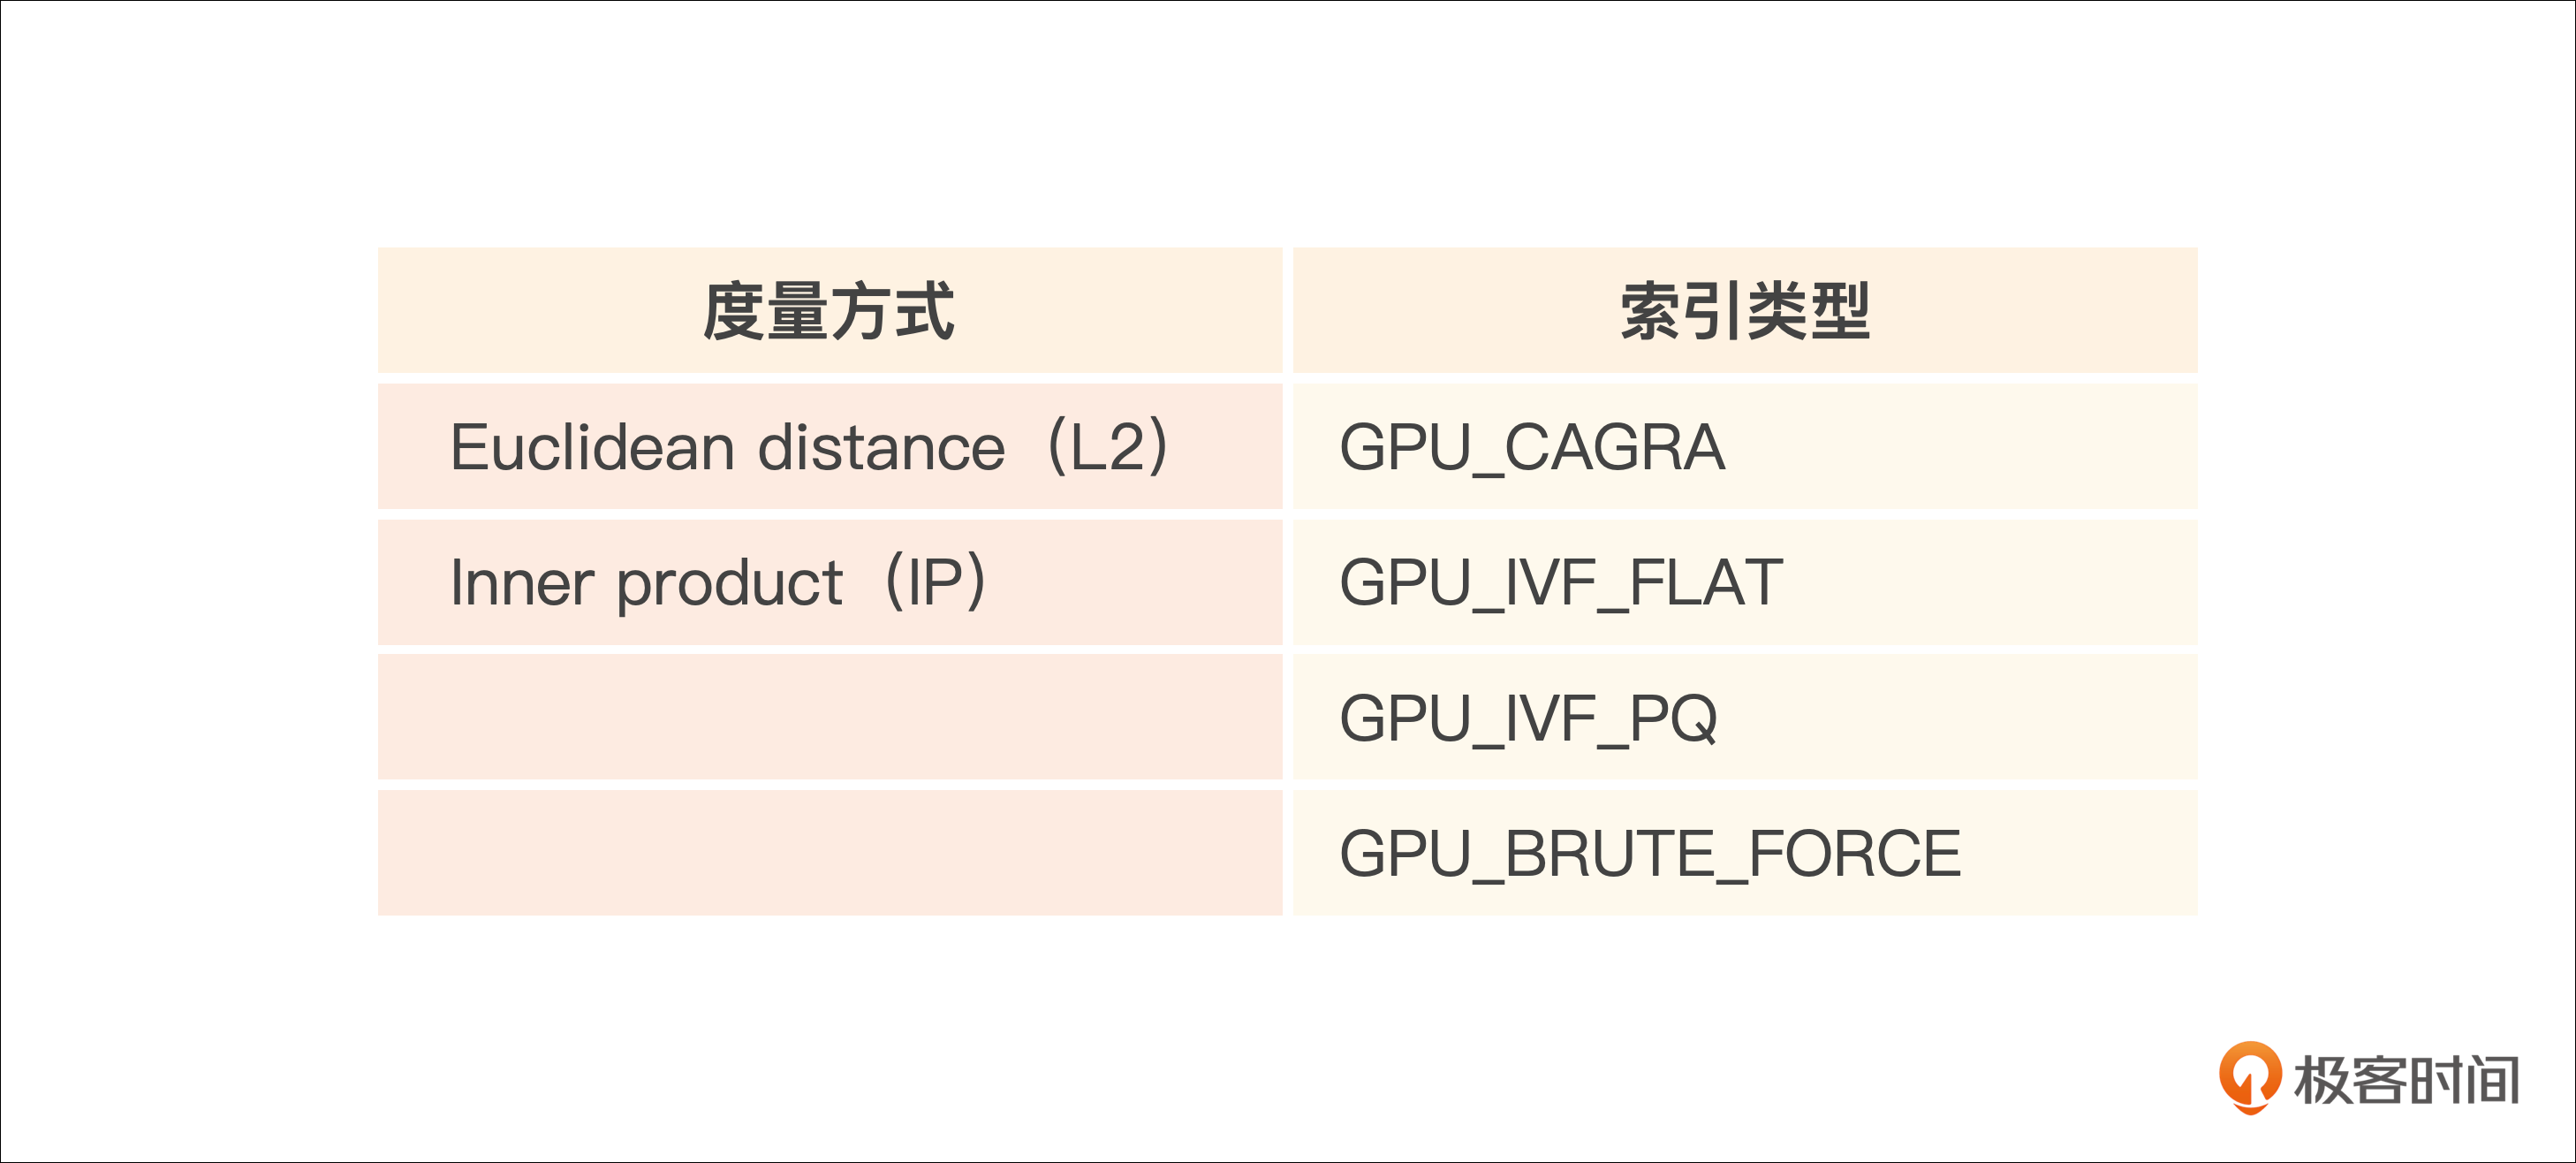 度量方式 索引类型
Euclidean distance（L2） GPU_CAGRA
Inner product（IP） GPU_IVF_FLAT
GPU_IVF_PQ
GPU_BRUTE_FORCE
极客时间